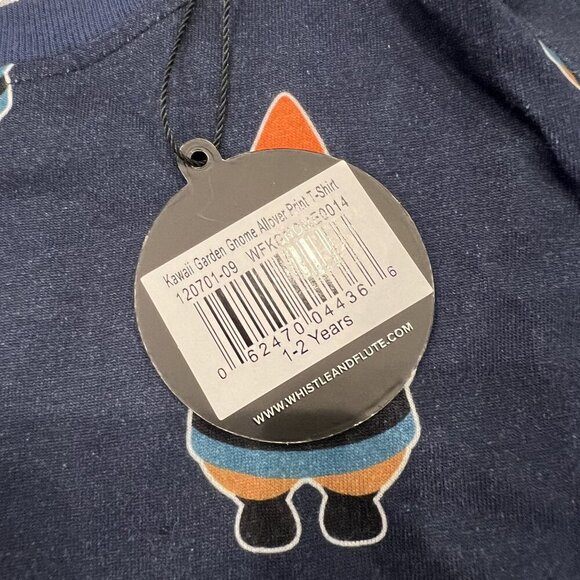 Kawaii Garden Gnome Allover Print T-Shirt
120701-09
0 62470 04436 6
1-2 Years
WWW.WHISTLEANDFLUTE.COM